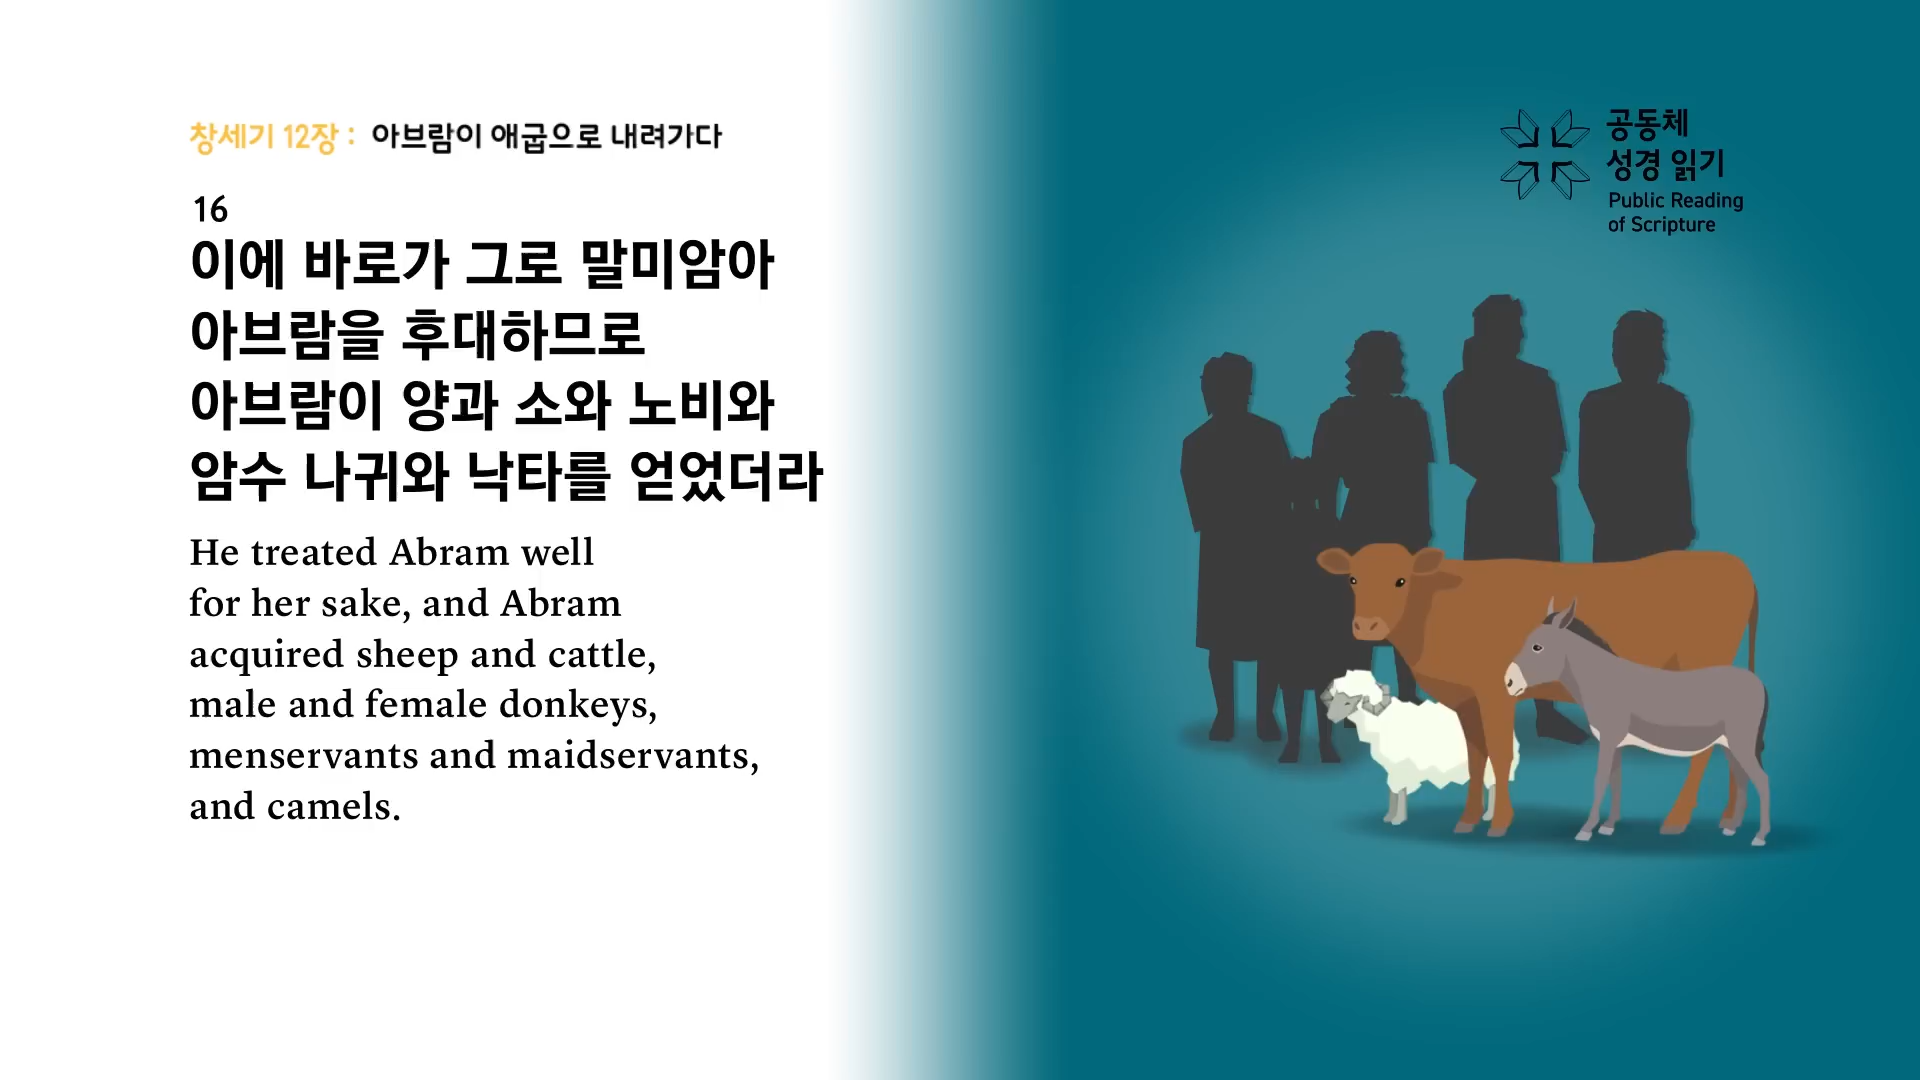 창세기 12장 : 아브람이 애굽으로 내려가다
16
이에 바로가 그로 말미암아
아브람을 후대하므로
아브람이 양과 소와 노비와
암수 나귀와 낙타를 얻었더라
He treated Abram well
for her sake, and Abram
acquired sheep and cattle,
male and female donkeys,
menservants and maidservants,
and camels.
공동체
성경 읽기
Public Reading
of Scripture